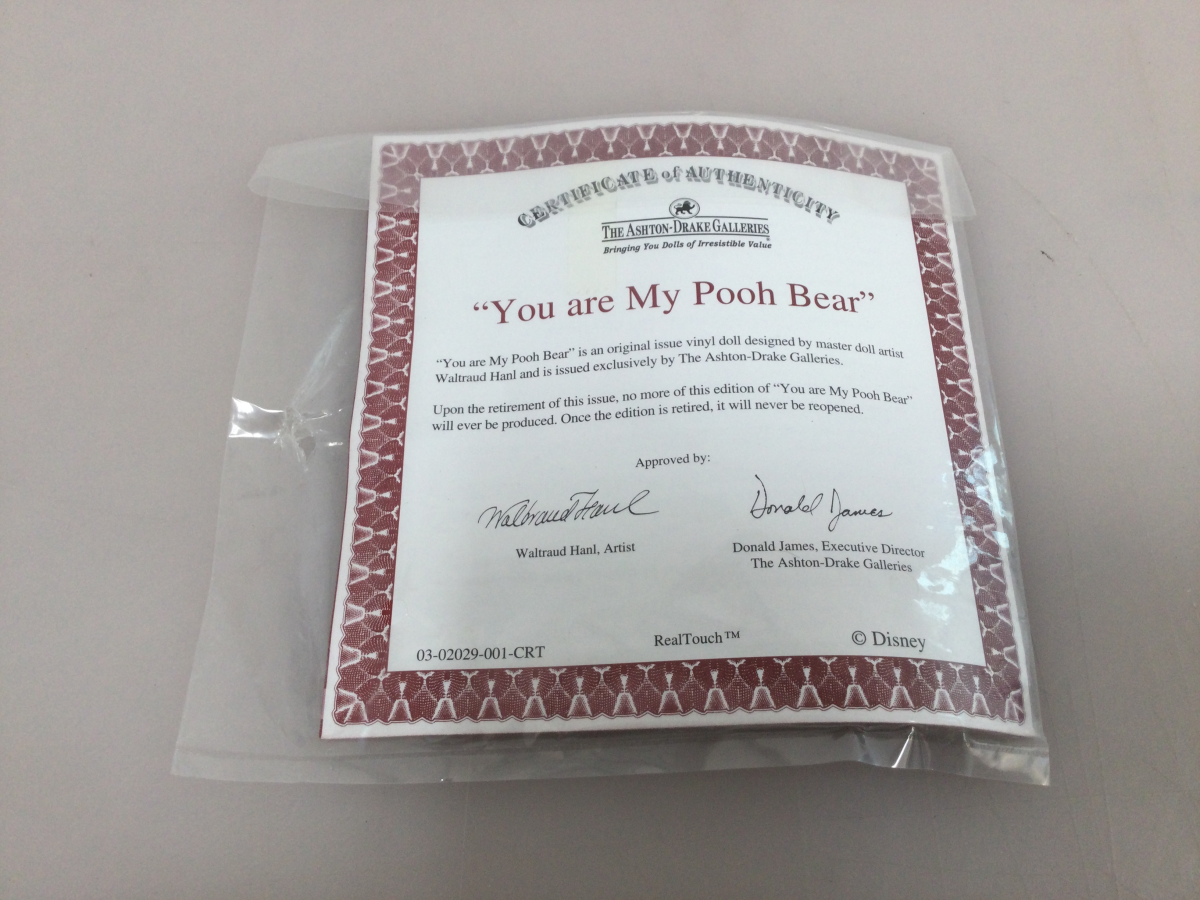 CERTIFICATE of AUTHENTICITY
THE ASHTON-DRAKE GALLERIES
Bringing You Dolls of Irresistible Value
“You are My Pooh Bear”
“You are My Pooh Bear” is an original issue vinyl doll designed by master doll artist
Waltraud Hanl and is issued exclusively by The Ashton-Drake Galleries.
Upon the retirement of this issue, no more of this edition of “You are My Pooh Bear”
will ever be produced. Once the edition is retired, it will never be reopened.
Approved by:
Waltraud Hanl Donald James
Waltraud Hanl, Artist Donald James, Executive Director
The Ashton-Drake Galleries
03-02029-001-CRT RealTouch™ © Disney